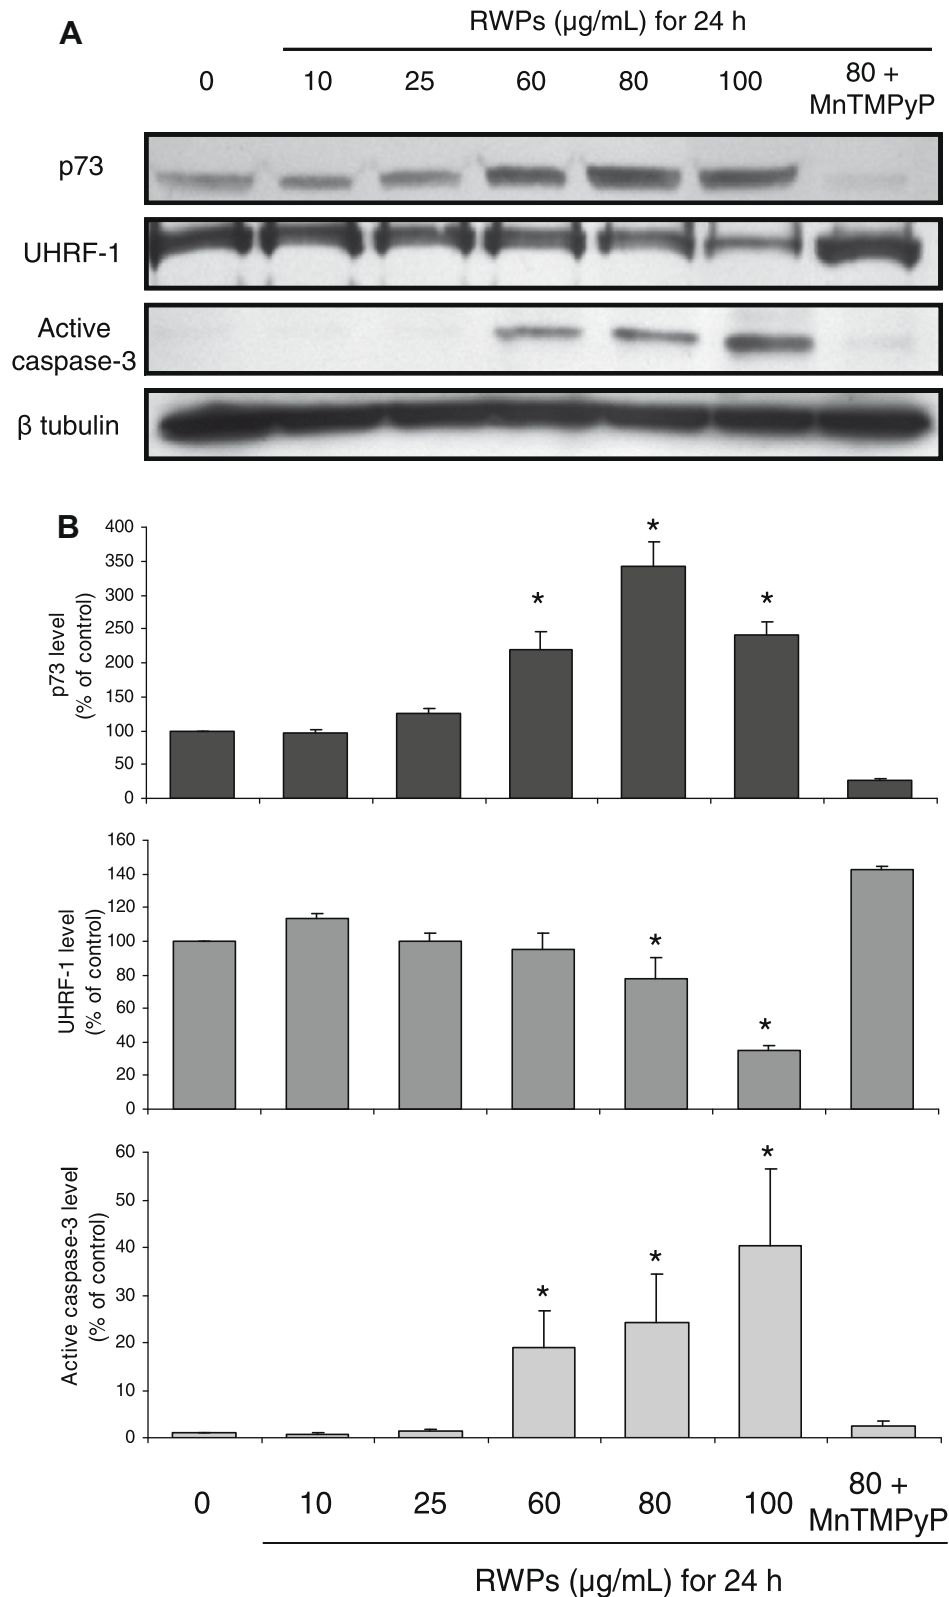 A
RWPs (µg/mL) for 24 h
0 10 25 60 80 100 80 +
MnTMPyP
p73
UHRF-1
Active
caspase-3
β tubulin
B
p73 level
(% of control)
400
350
300
250
200
150
100
50
0
* * *
UHRF-1 level
(% of control)
160
140
120
100
80
60
40
20
0
* *
Active caspase-3 level
(% of control)
60
50
40
30
20
10
0
* * *
0 10 25 60 80 100 80 +
MnTMPyP
RWPs (µg/mL) for 24 h